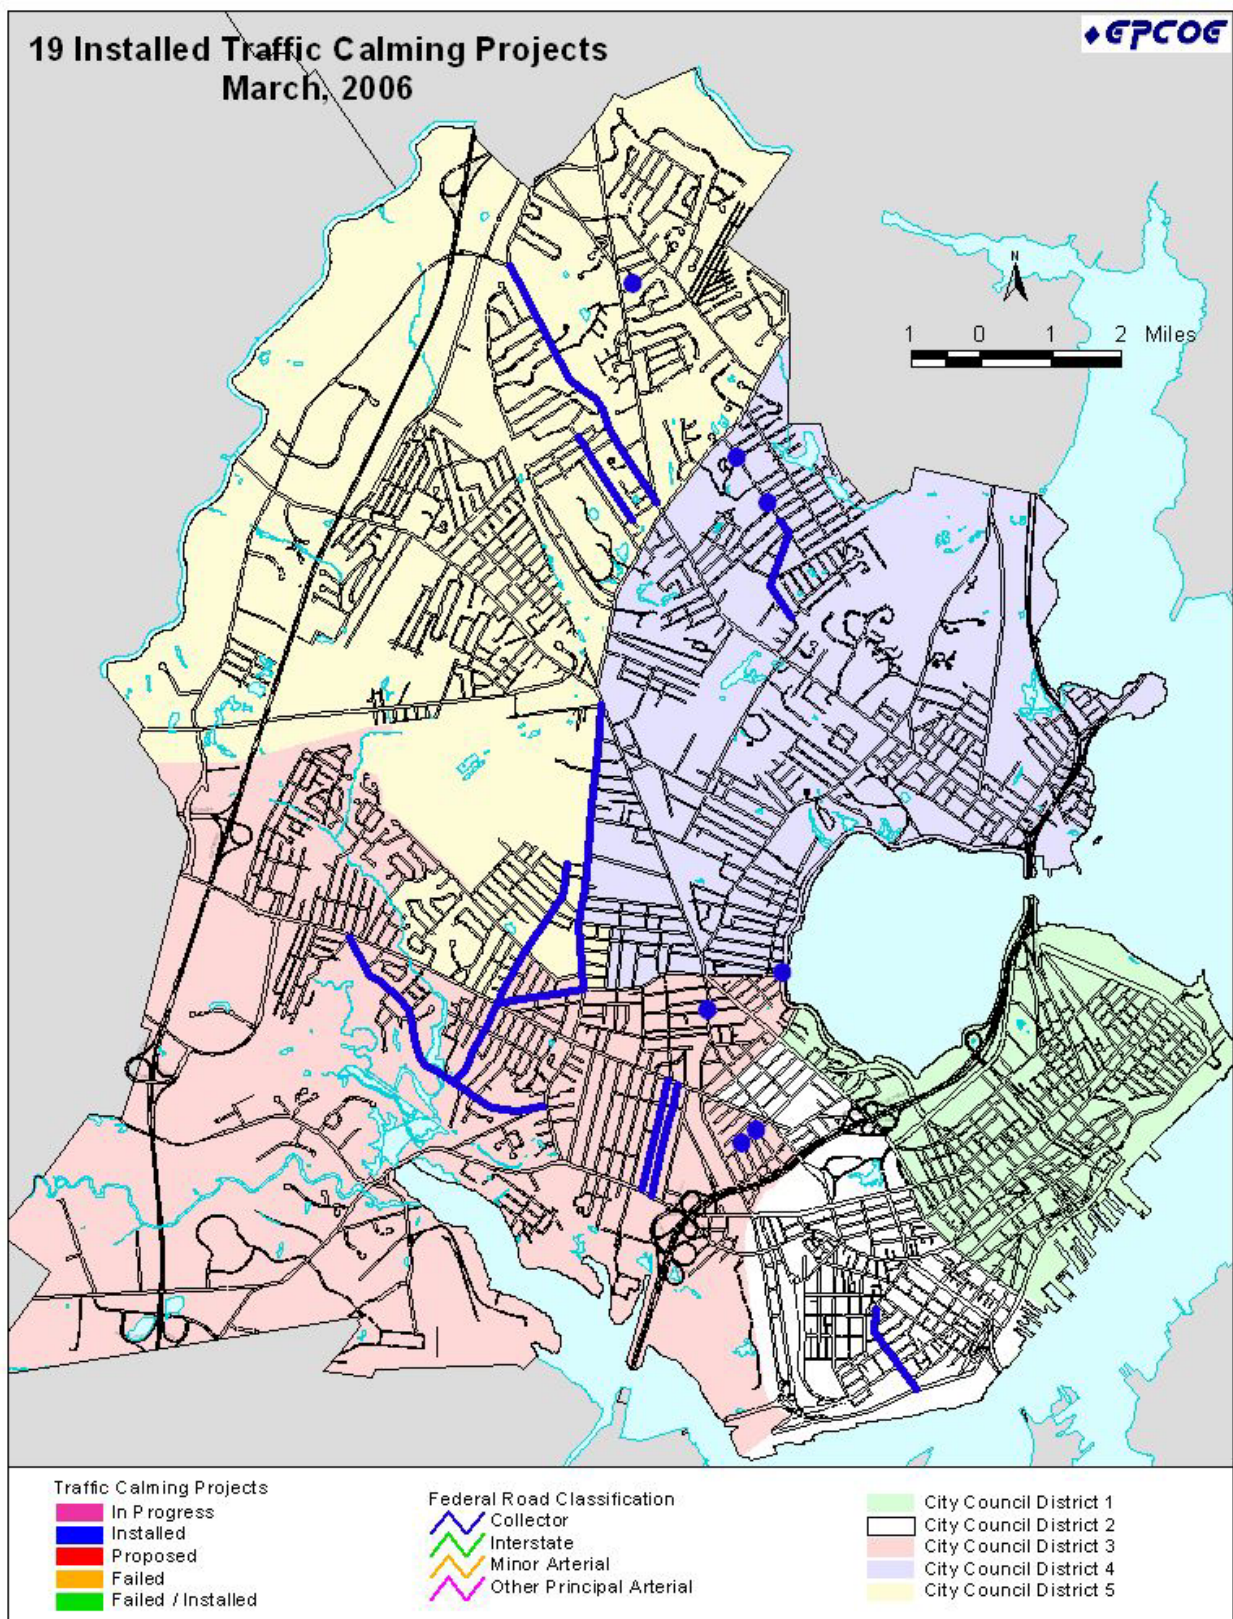 19 Installed Traffic Calming Projects
March, 2006
EPCOG
N
1 0 1 2 Miles
Traffic Calming Projects
In Progress
Installed
Proposed
Failed
Failed / Installed
Federal Road Classification
Collector
Interstate
Minor Arterial
Other Principal Arterial
City Council District 1
City Council District 2
City Council District 3
City Council District 4
City Council District 5